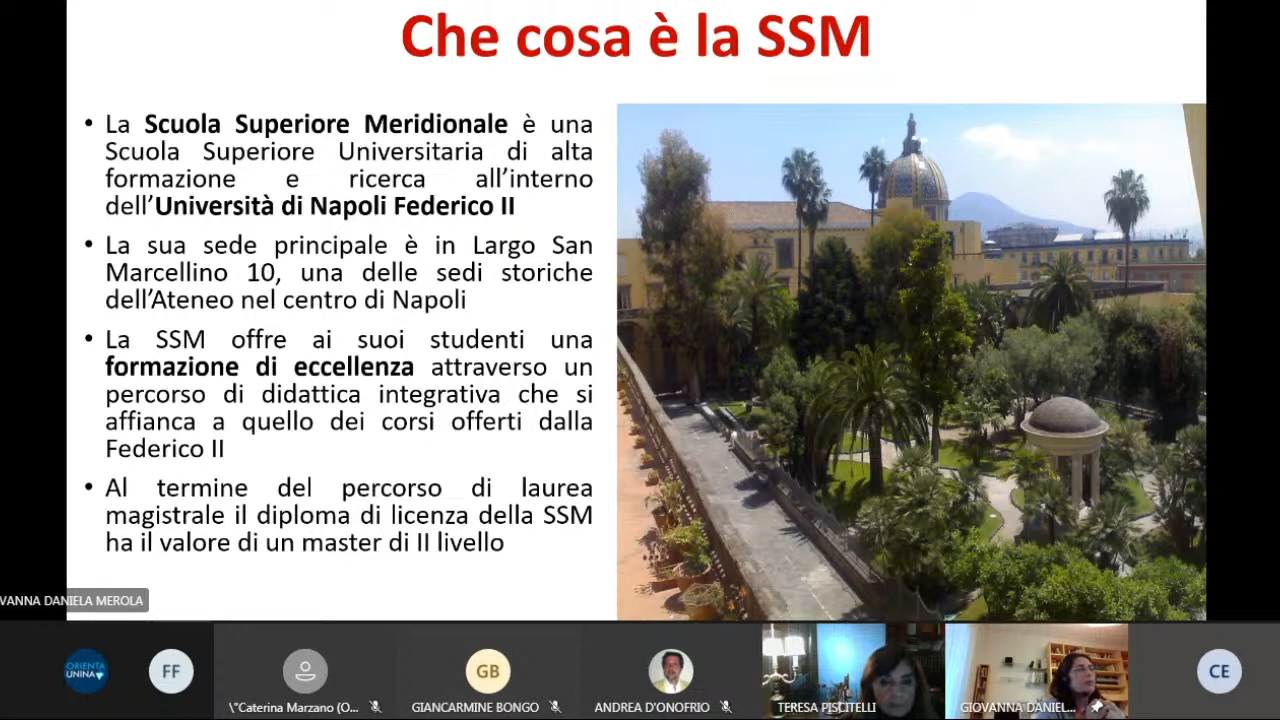 Che cosa è la SSM
• La Scuola Superiore Meridionale è una
Scuola Superiore Universitaria di alta
formazione e ricerca all'interno
dell'Università di Napoli Federico II
• La sua sede principale è in Largo San
Marcellino 10, una delle sedi storiche
dell'Ateneo nel centro di Napoli
• La SSM offre ai suoi studenti una
formazione di eccellenza attraverso un
percorso di didattica integrativa che si
affianca a quello dei corsi offerti dalla
Federico II
• Al termine del percorso di laurea
magistrale il diploma di licenza della SSM
ha il valore di un master di II livello
VANNA DANIELA MEROLA
ORIENTA
UNINA
FF
GB
CE
\"Caterina Marzano (O...
GIANCARMINE BONGO
ANDREA D'ONOFRIO
TERESA PISCITELLI
GIOVANNA DANIEL...